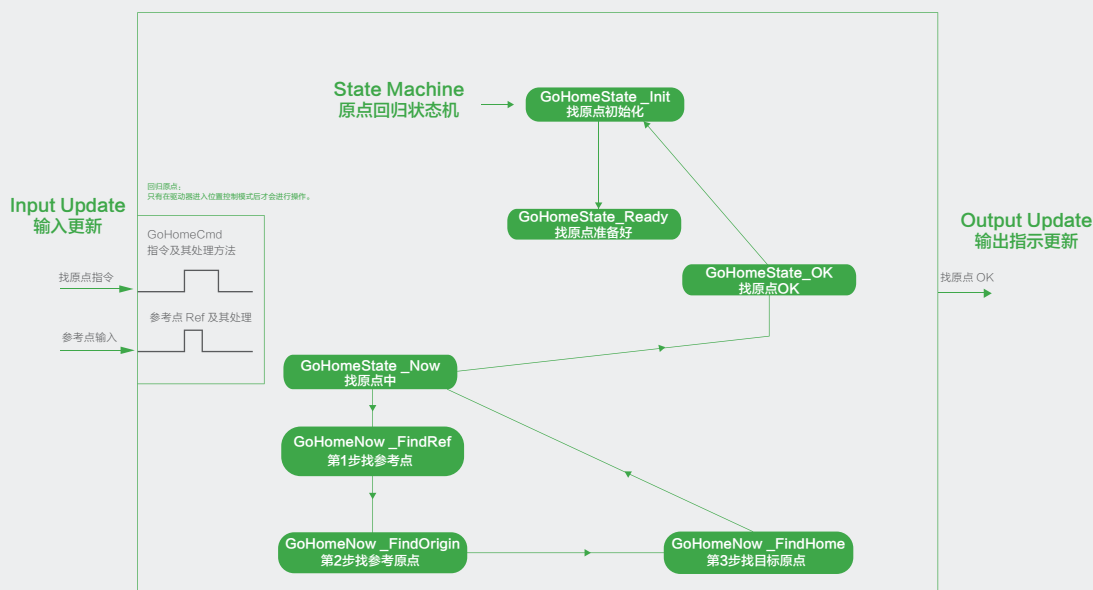 State Machine
原点回归状态机
GoHomeState _Init
找原点初始化
回归原点：
只有在驱动器进入位置控制模式后才会进行操作。
Input Update
输入更新
GoHomeState_Ready
找原点准备好
Output Update
输出指示更新
GoHomeCmd
指令及其处理方法
GoHomeState_OK
找原点OK
找原点指令
找原点 OK
参考点 Ref 及其处理
参考点输入
GoHomeState _Now
找原点中
GoHomeNow _FindRef
第1步找参考点
GoHomeNow _FindOrigin
第2步找参考原点
GoHomeNow _FindHome
第3步找目标原点